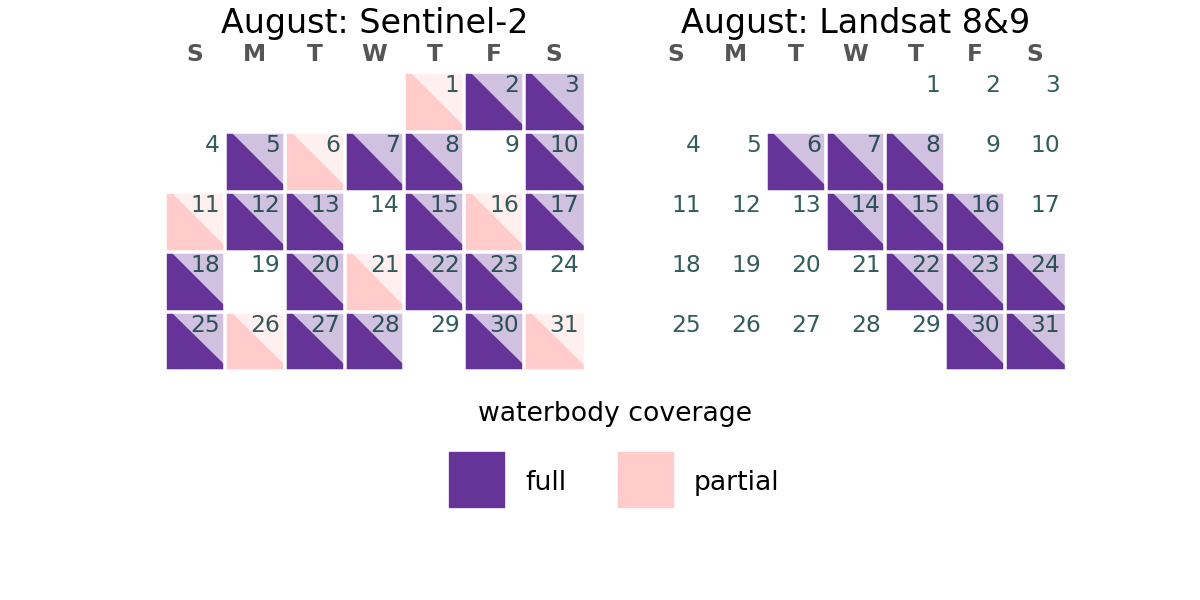 August: Sentinel-2
S M T W T F S
1 2 3
4 5 6 7 8 9 10
11 12 13 14 15 16 17
18 19 20 21 22 23 24
25 26 27 28 29 30 31
August: Landsat 8&9
S M T W T F S
1 2 3
4 5 6 7 8 9 10
11 12 13 14 15 16 17
18 19 20 21 22 23 24
25 26 27 28 29 30 31
waterbody coverage
full
partial